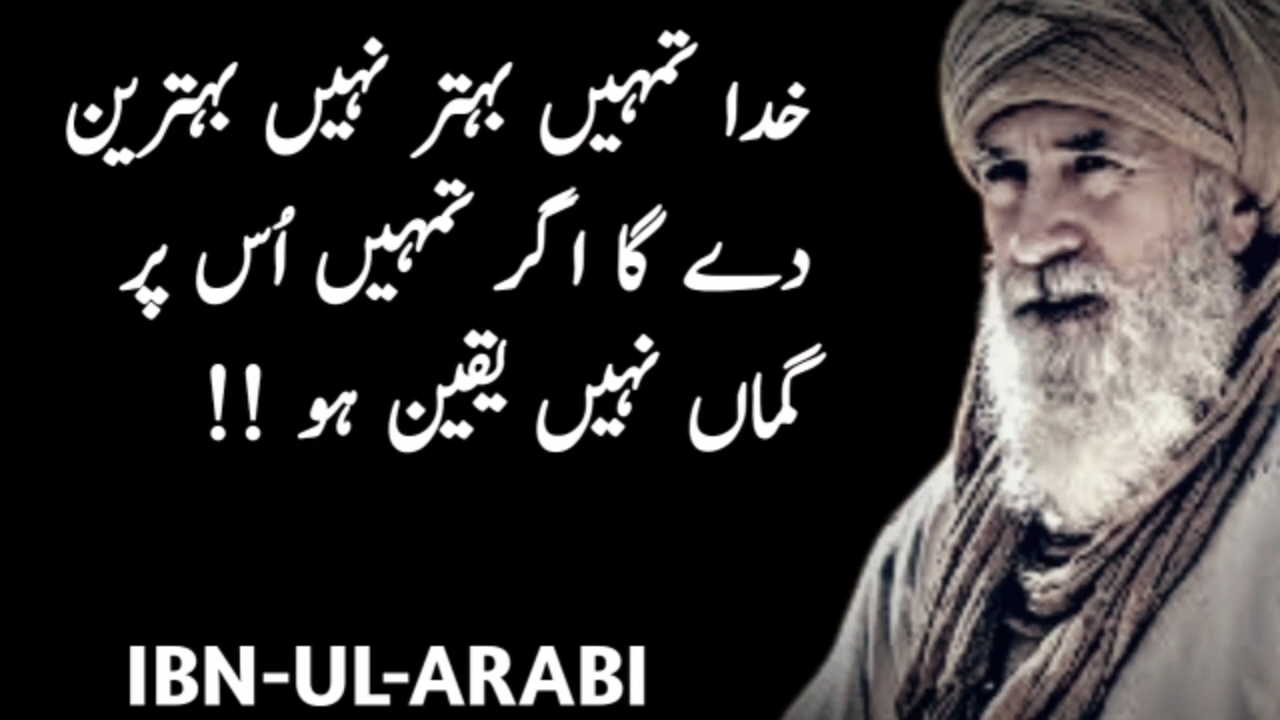 خدا تمہیں بہتر نہیں بہترین
دے گا اگر تمہیں اُس پر
گماں نہیں یقین ہو !!
IBN-UL-ARABI